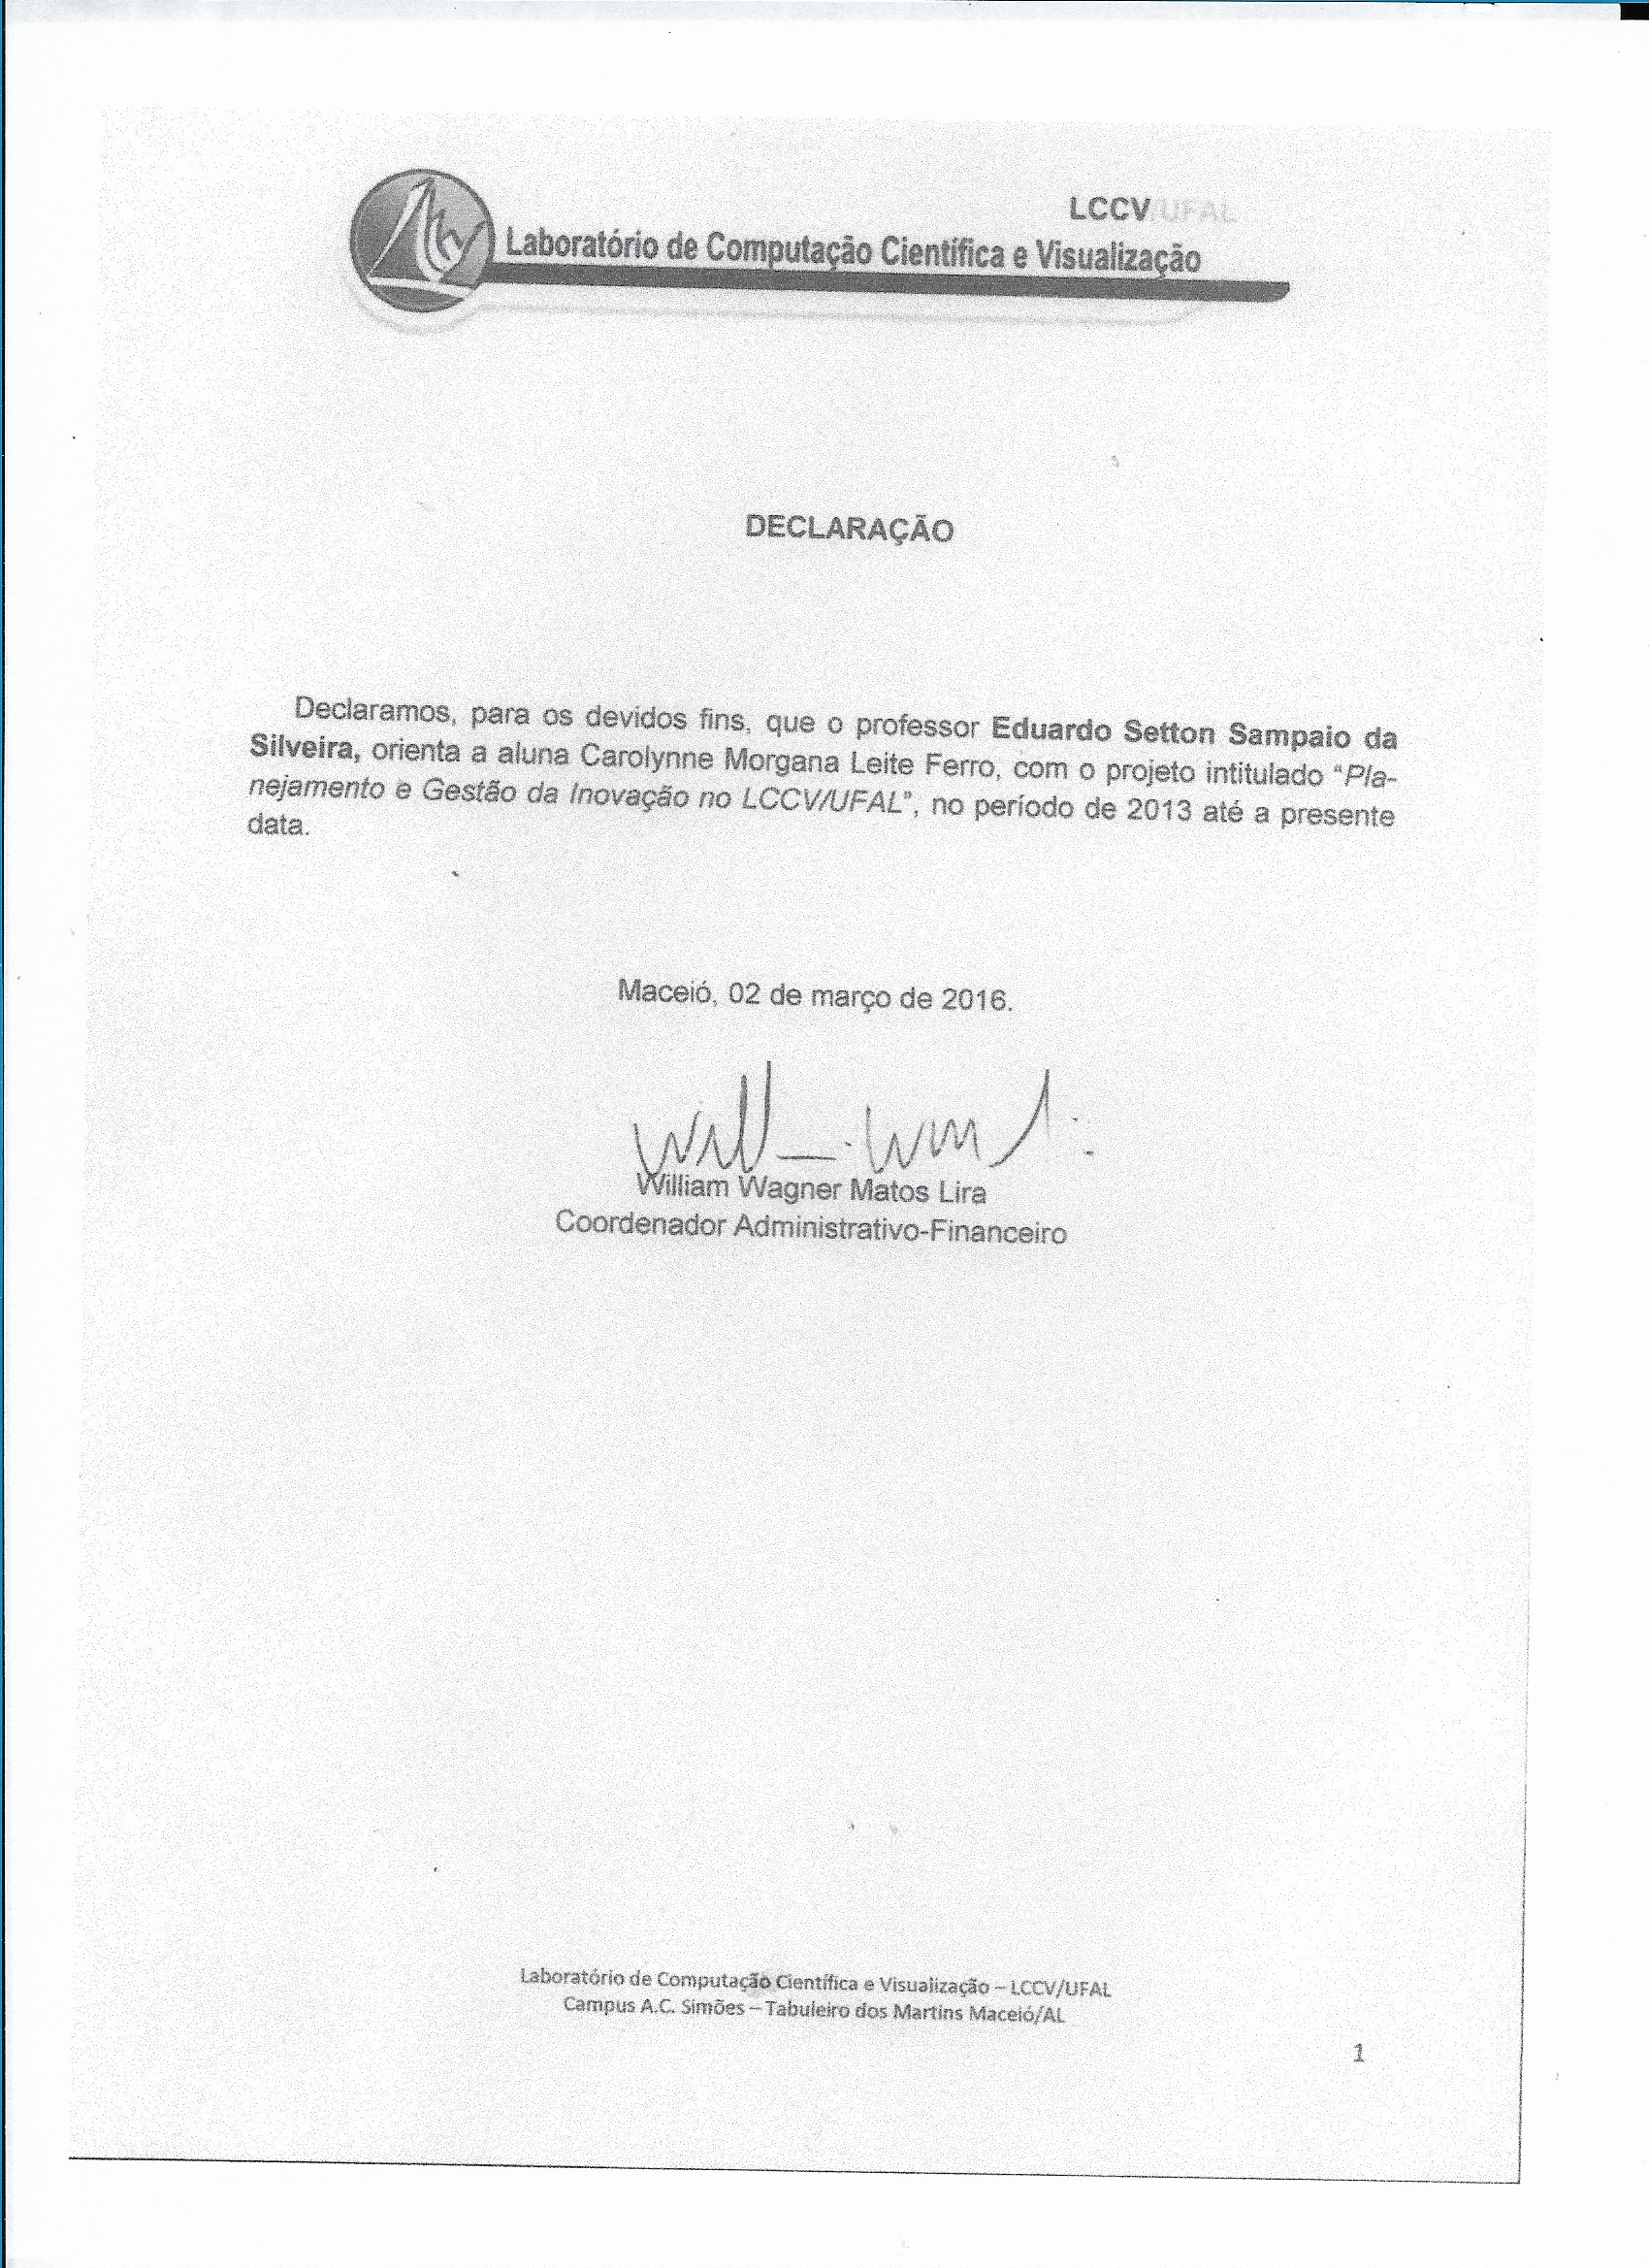 LCCV/UFAL
Laboratório de Computação Científica e Visualização
DECLARAÇÃO
Declaramos, para os devidos fins, que o professor Eduardo Setton Sampaio da
Silveira, orienta a aluna Carolynne Morgana Leite Ferro, com o projeto intitulado “Pla-
nejamento e Gestão da Inovação no LCCV/UFAL”, no período de 2013 até a presente
data.
Maceió, 02 de março de 2016.
William Wagner Matos Lira
Coordenador Administrativo-Financeiro
Laboratório de Computação Científica e Visualização – LCCV/UFAL
Campus A.C. Simões – Tabuleiro dos Martins Maceió/AL
1